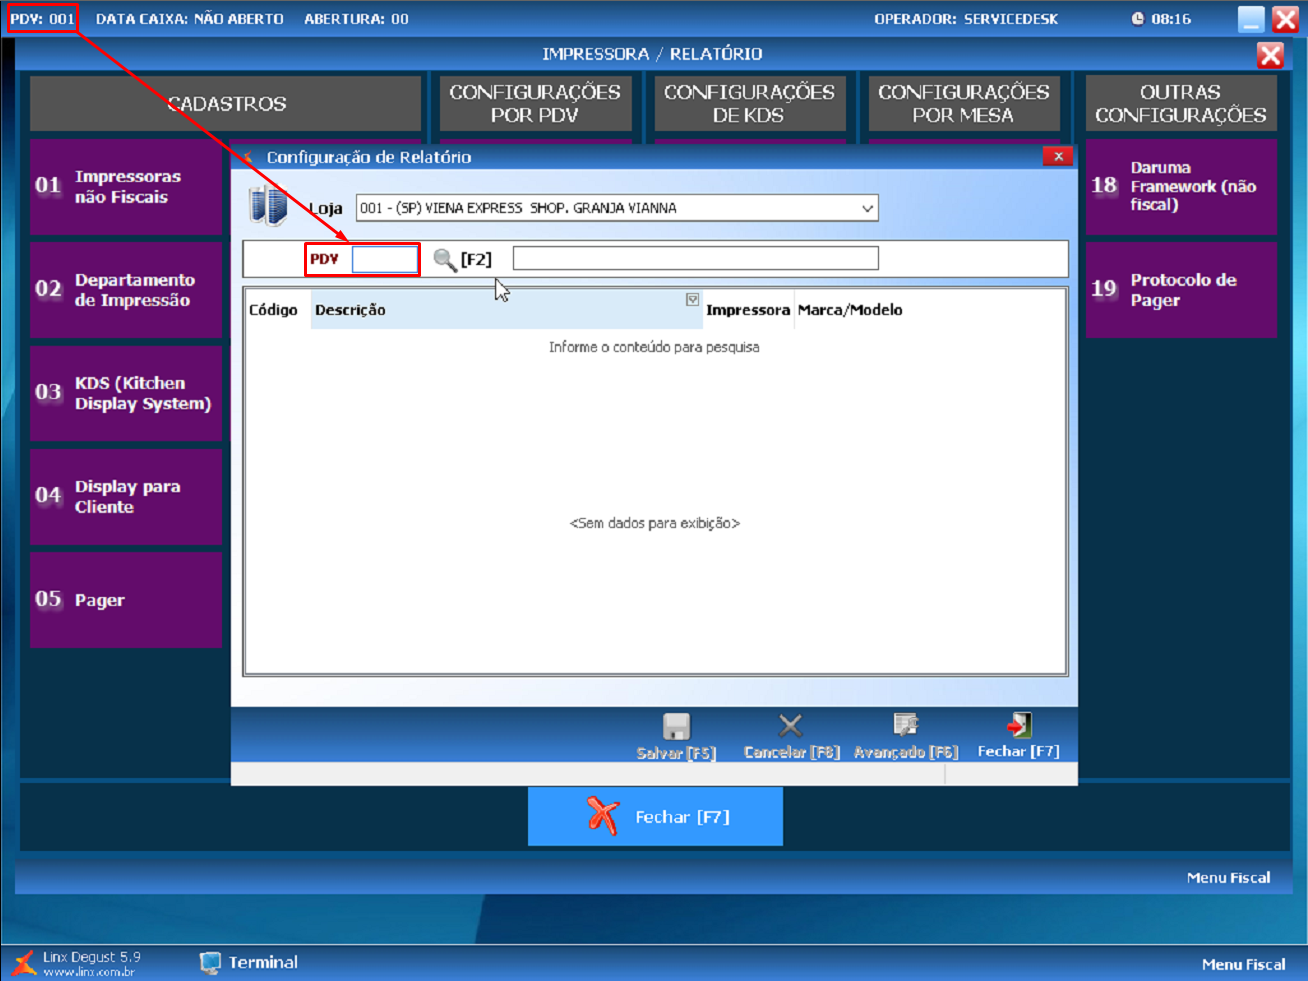 PDV: 001 DATA CAIXA: NÃO ABERTO ABERTURA: 00 OPERADOR: SERVICEDESK 08:16
IMPRESSORA / RELATÓRIO
CADASTROS
CONFIGURAÇÕES
POR PDV
CONFIGURAÇÕES
DE KDS
CONFIGURAÇÕES
POR MESA
OUTRAS
CONFIGURAÇÕES
01 Impressoras
não Fiscais
02 Departamento
de Impressão
03 KDS (Kitchen
Display System)
04 Display para
Cliente
05 Pager
Configuração de Relatório
Loja 001 - (SP) VIENA EXPRESS SHOP. GRANJA VIANNA
PDV [F2]
Código Descrição Impressora Marca/Modelo
Informe o conteúdo para pesquisa
<Sem dados para exibição>
Salvar [F5] Cancelar [F8] Avançado [F6] Fechar [F7]
18 Daruma
Framework (não
fiscal)
19 Protocolo de
Pager
Fechar [F7]
Menu Fiscal
Linx Degust 5.9
www.linx.com.br
Terminal
Menu Fiscal